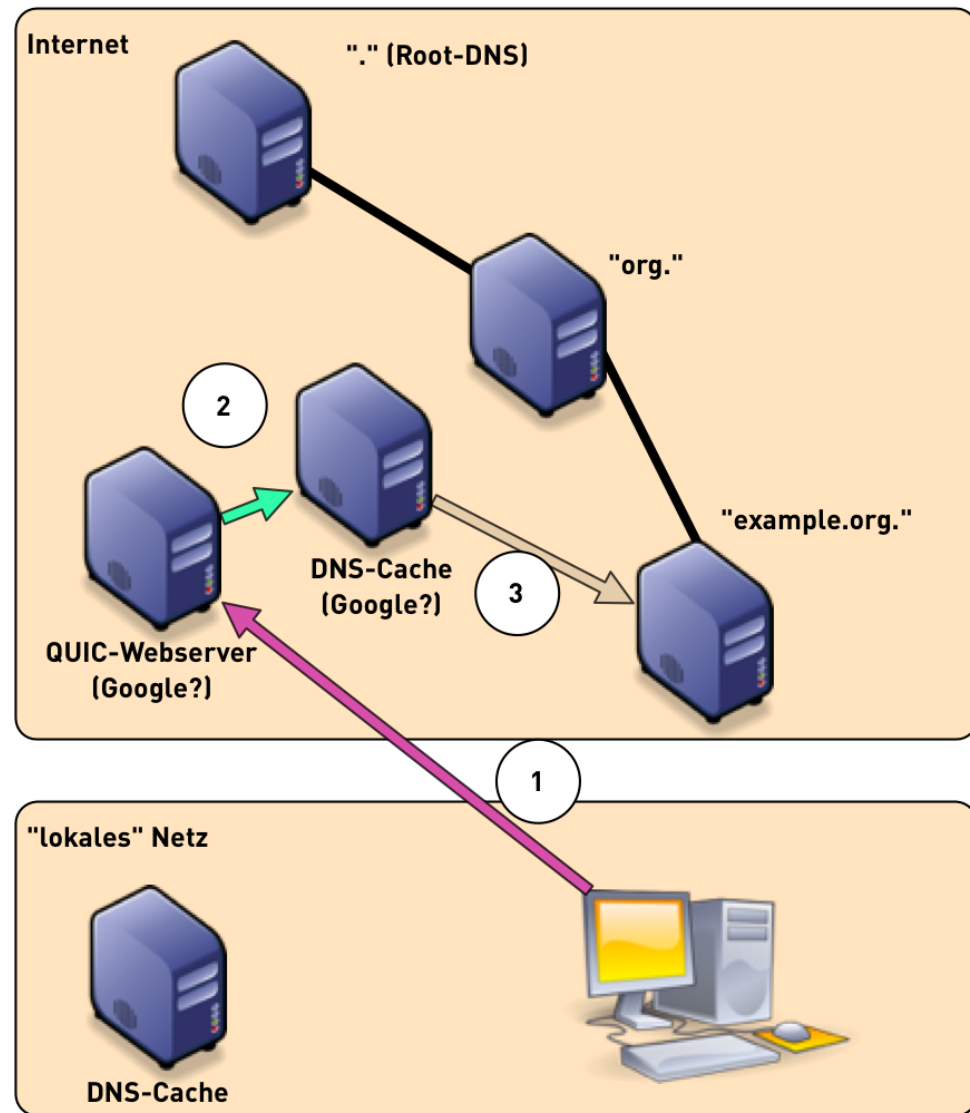 Internet
"." (Root-DNS)
"org."
2
"example.org."
DNS-Cache
(Google?)
3
QUIC-Webserver
(Google?)
1
"lokales" Netz
DNS-Cache